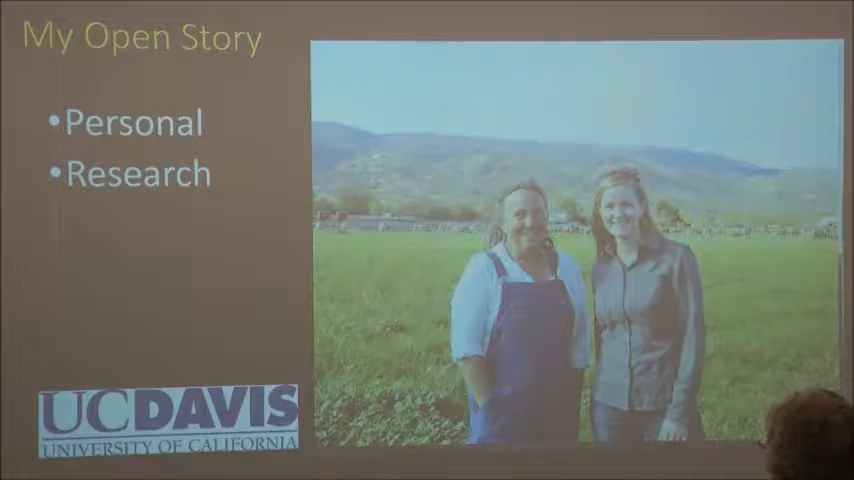 My Open Story
•Personal
•Research
UCDAVIS
UNIVERSITY OF CALIFORNIA